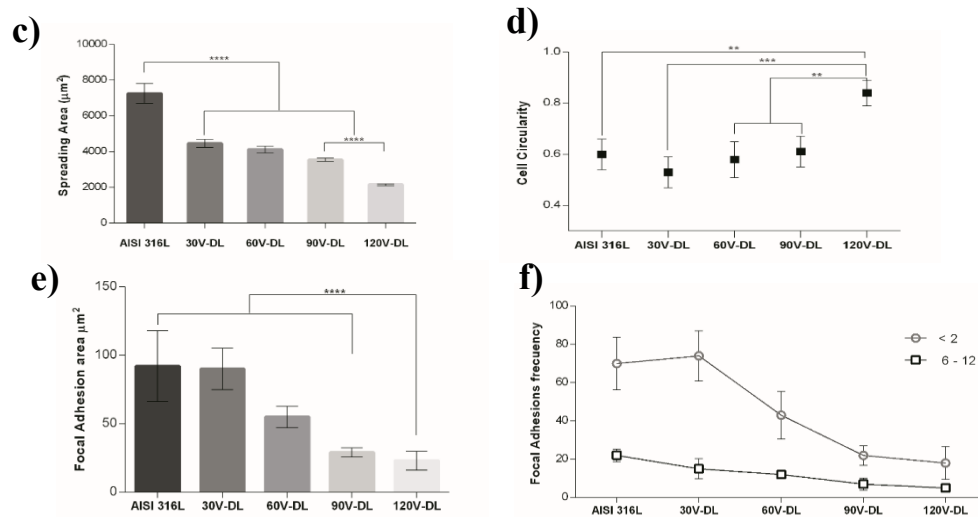 c)
10000
8000
6000
4000
2000
0
Spreading Area (µm²)
****
****
AISI 316L 30V-DL 60V-DL 90V-DL 120V-DL
d)
1.0
0.8
0.6
0.4
Cell Circularity
**
***
**
AISI 316L 30V-DL 60V-DL 90V-DL 120V-DL
e)
150
100
50
0
Focal Adhesion area µm²
****
AISI 316L 30V-DL 60V-DL 90V-DL 120V-DL
f)
100
80
60
40
20
0
Focal Adhesions frecuency
< 2
6 - 12
AISI 316L 30V-DL 60V-DL 90V-DL 120V-DL